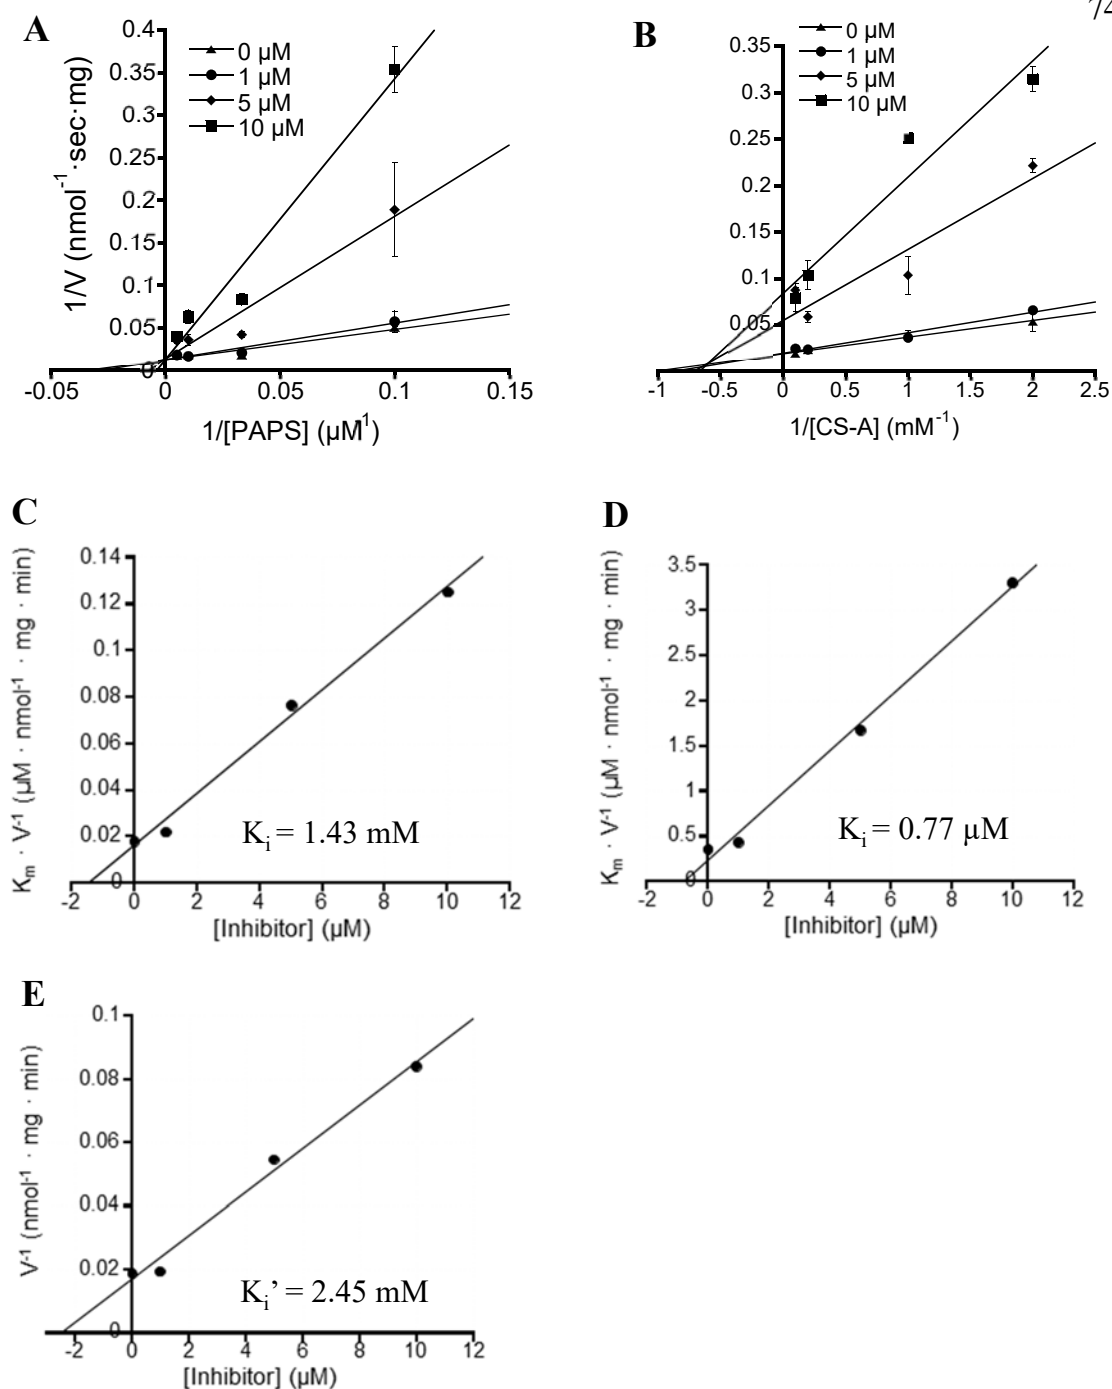 74
A
0 µM
1 µM
5 µM
10 µM
1/V (nmol⁻¹·sec·mg)
0.4
0.35
0.3
0.25
0.2
0.15
0.1
0.05
0
-0.05 0 0.05 0.1 0.15
1/[PAPS] (µM¹)
B
0 µM
1 µM
5 µM
10 µM
0.35
0.3
0.25
0.2
0.15
0.1
0.05
-1 -0.5 0 0.5 1 1.5 2 2.5
1/[CS-A] (mM⁻¹)
C
Kₘ · V⁻¹ (µM · nmol⁻¹ · mg · min)
0.14
0.12
0.1
0.08
0.06
0.04
0.02
0
Kᵢ = 1.43 mM
-2 0 2 4 6 8 10 12
[Inhibitor] (µM)
D
Kₘ · V⁻¹ (µM · nmol⁻¹ · mg · min)
3.5
3
2.5
2
1.5
1
0.5
0
Kᵢ = 0.77 µM
-2 0 2 4 6 8 10 12
[Inhibitor] (µM)
E
V⁻¹ (nmol⁻¹ · mg · min)
0.1
0.08
0.06
0.04
0.02
0
Kᵢ’ = 2.45 mM
-2 0 2 4 6 8 10 12
[Inhibitor] (µM)